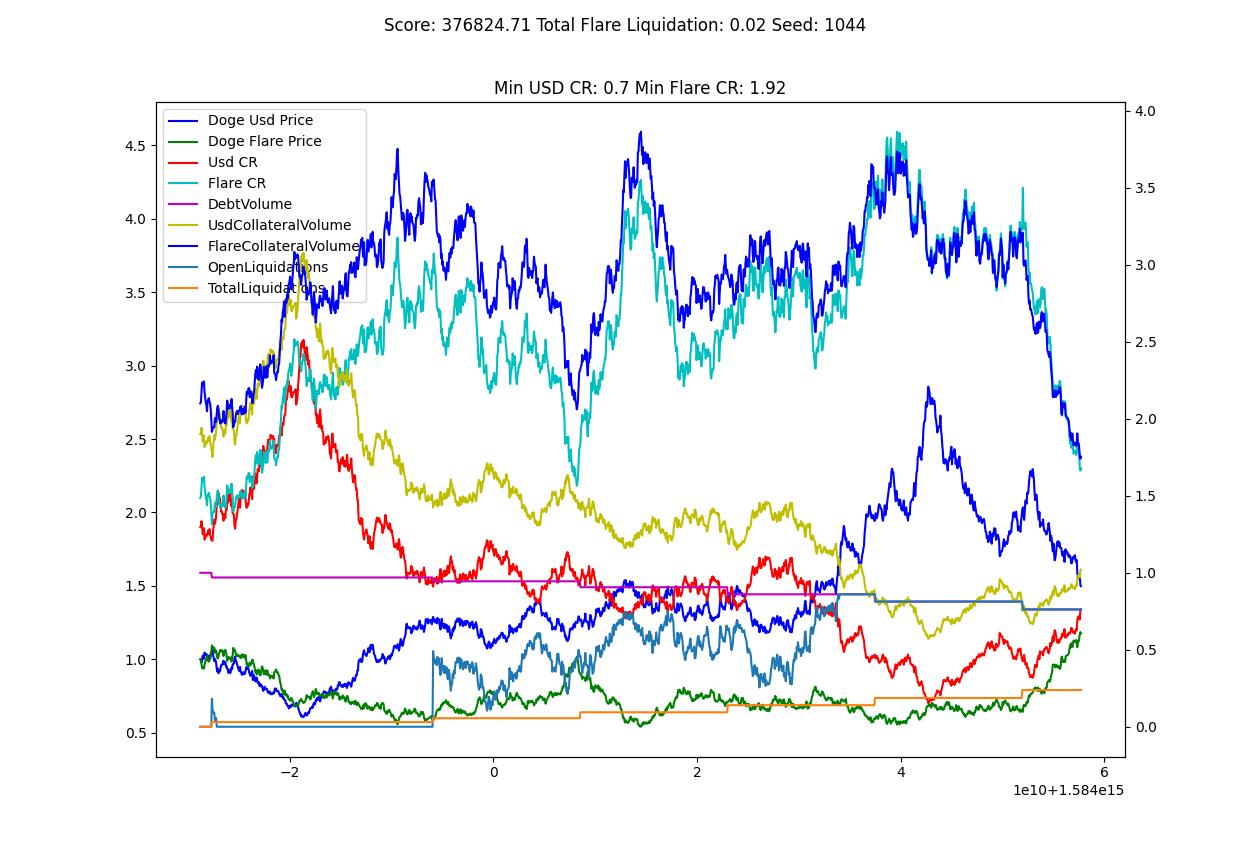 Score: 376824.71 Total Flare Liquidation: 0.02 Seed: 1044
Min USD CR: 0.7 Min Flare CR: 1.92
Doge Usd Price
Doge Flare Price
Usd CR
Flare CR
DebtVolume
UsdCollateralVolume
FlareCollateralVolume
OpenLiquidations
TotalLiquidations
4.5
4.0
3.5
3.0
2.5
2.0
1.5
1.0
0.5
4.0
3.5
3.0
2.5
2.0
1.5
1.0
0.5
0.0
−2 0 2 4 6
1e10+1.584e15